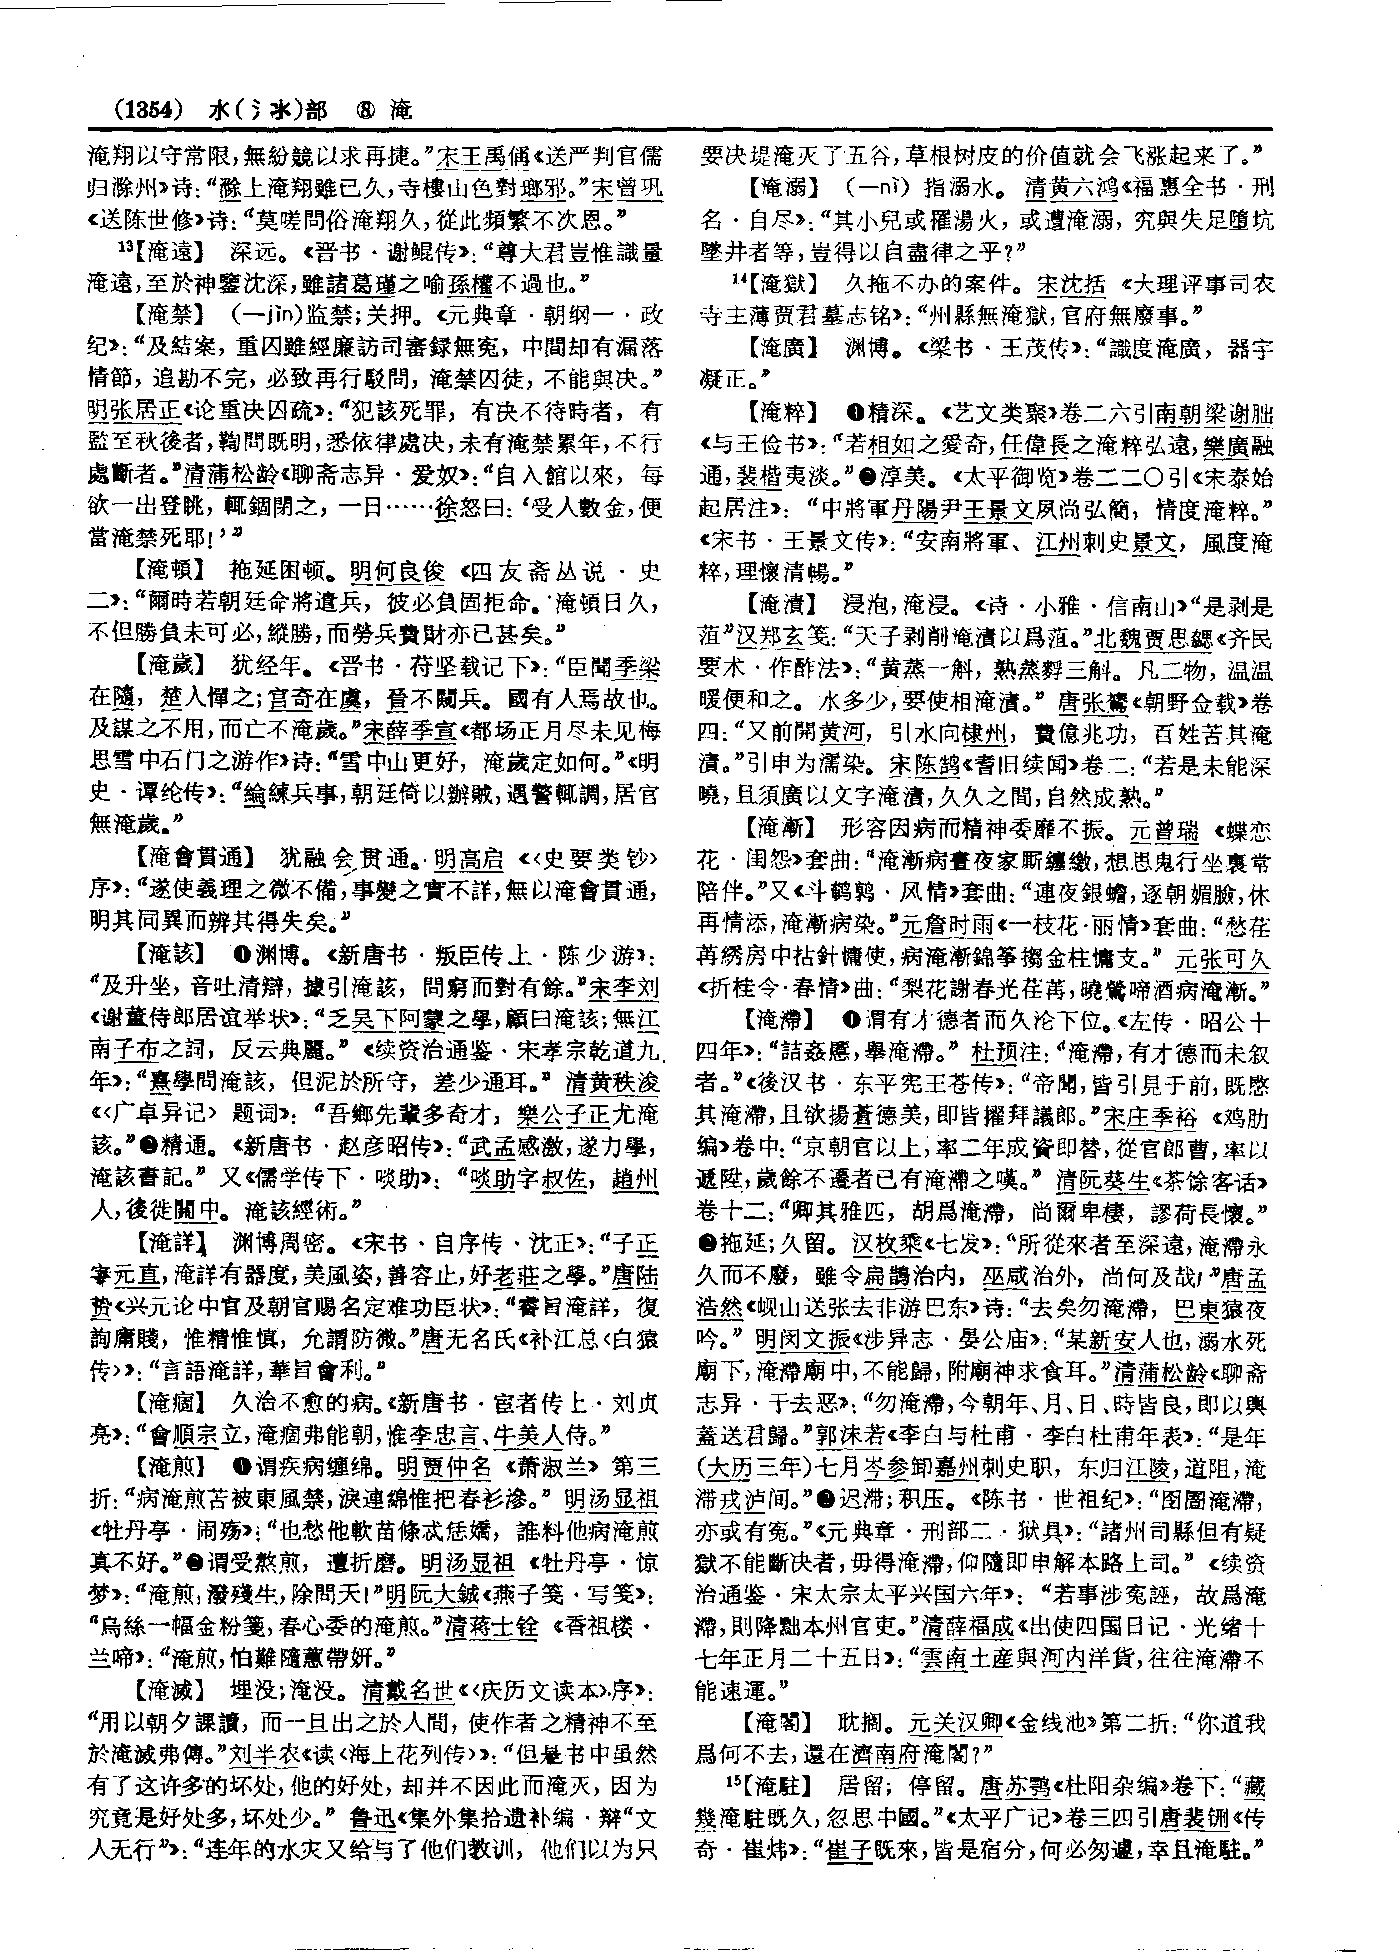 (1354) 水(氵氺)部 ⑧ 淹
淹翔以守常限，無紛競以求再捷。”宋王禹偁《送严判官儒
归滁州》诗：“滁上淹翔雖已久，寺樓山色對瑯邪。”宋曾巩
《送陈世修》诗：“莫嗟問俗淹翔久，從此頻繁不次恩。”
13【淹遠】 深远。《晋书·谢鲲传》：“尊大君豈惟識量
淹遠，至於神鑒沈深，雖諸葛瑾之喻孫權不過也。”
【淹禁】 (—jìn)监禁；关押。《元典章·朝纲一·政
纪》：“及結案，重囚雖經廉訪司審録無冤，中間却有漏落
情節，追勘不完，必致再行駁問，淹禁囚徒，不能與决。”
明张居正《论重决囚疏》：“犯該死罪，有决不待時者，有
監至秋後者，鞫問既明，悉依律處决，未有淹禁累年，不行
處斷者。”清蒲松龄《聊斋志异·爱奴》：“自入館以來，每
欲一出登眺，輒錮閉之，一日……徐怒曰：‘受人數金，便
當淹禁死耶！’”
【淹頓】 拖延困顿。明何良俊《四友斋丛说·史
二》：“爾時若朝廷命將遣兵，彼必負固拒命。淹頓日久，
不但勝負未可必，縱勝，而勞兵費財亦已甚矣。”
【淹歲】 犹经年。《晋书·苻坚载记下》：“臣聞季梁
在隨，楚人憚之；宫奇在虞，晉不闚兵。國有人焉故也。
及謀之不用，而亡不淹歲。”宋薛季宣《都场正月尽未见梅
思雪中石门之游作》诗：“雪中山更好，淹歲定如何。”《明
史·谭纶传》：“綸練兵事，朝廷倚以辦賊，遇警輒調，居官
無淹歲。”
【淹會貫通】 犹融会贯通。明高启《〈史要类钞〉
序》：“遂使義理之微不備，事變之實不詳，無以淹會貫通，
明其同異而辨其得失矣。”
【淹該】 ❶渊博。《新唐书·叛臣传上·陈少游》：
“及升坐，音吐清辯，據引淹該，問窮而對有餘。”宋李刘
《谢董侍郎居谊举状》：“乏吴下阿蒙之學，顧曰淹該；無江
南子布之詞，反云典麗。”《续资治通鉴·宋孝宗乾道九
年》：“熹學問淹該，但泥於所守，差少通耳。”清黄秩浚
《〈广卓异记〉题词》：“吾鄉先輩多奇才，樂公子正尤淹
該。”❷精通。《新唐书·赵彦昭传》：“武孟感激，遂力學，
淹該書記。”又《儒学传下·啖助》：“啖助字叔佐，趙州
人，後徙關中。淹該經術。”
【淹詳】 渊博周密。《宋书·自序传·沈正》：“子正
字元直，淹詳有器度，美風姿，善容止，好老莊之學。”唐陆
贽《兴元论中官及朝官赐名定难功臣状》：“睿旨淹詳，復
詢庸賤，惟精惟慎，允謂防微。”唐无名氏《补江总〈白猿
传〉》：“言語淹詳，華旨會利。”
【淹痼】 久治不愈的病。《新唐书·宦者传上·刘贞
亮》：“會順宗立，淹痼弗能朝，惟李忠言、牛美人侍。”
【淹煎】 ❶谓疾病缠绵。明贾仲名《萧淑兰》第三
折：“病淹煎苦被東風禁，淚連綿惟把春衫滲。”明汤显祖
《牡丹亭·闹殇》：“也愁他軟苗條忒恁嬌，誰料他病淹煎
真不好。”❷谓受熬煎，遭折磨。明汤显祖《牡丹亭·惊
梦》：“淹煎，潑殘生，除問天！”明阮大鋮《燕子笺·写笺》：
“烏絲一幅金粉箋，春心委的淹煎。”清蒋士铨《香祖楼·
兰啼》：“淹煎，怕難隨蕙帶妍。”
【淹滅】 埋没；淹没。清戴名世《〈庆历文读本〉序》：
“用以朝夕課讀，而一旦出之於人間，使作者之精神不至
於淹滅弗傳。”刘半农《读〈海上花列传〉》：“但是书中虽然
有了这许多的坏处，他的好处，却并不因此而淹灭，因为
究竟是好处多，坏处少。”鲁迅《集外集拾遗补编·辩“文
人无行”》：“连年的水灾又给与了他们教训，他们以为只
要决堤淹灭了五谷，草根树皮的价值就会飞涨起来了。”
【淹溺】 (—nì) 指溺水。清黄六鸿《福惠全书·刑
名·自尽》：“其小兒或罹湯火，或遭淹溺，究與失足墮坑
墜井者等，豈得以自盡律之乎？”
14【淹獄】 久拖不办的案件。宋沈括《大理评事司农
寺主薄贾君墓志铭》：“州縣無淹獄，官府無廢事。”
【淹廣】 渊博。《梁书·王茂传》：“識度淹廣，器宇
凝正。”
【淹粹】 ❶精深。《艺文类聚》卷二六引南朝梁谢朏
《与王俭书》：“若相如之愛奇，任偉長之淹粹弘遠，樂廣融
通，裴楷夷淡。”❷淳美。《太平御览》卷二二〇引《宋泰始
起居注》：“中將軍丹陽尹王景文夙尚弘簡，情度淹粹。”
《宋书·王景文传》：“安南將軍、江州刺史景文，風度淹
粹，理懷清暢。”
【淹漬】 浸泡，淹浸。《诗·小雅·信南山》“是剥是
菹”汉郑玄笺：“天子剥削淹漬以爲菹。”北魏贾思勰《齐民
要术·作酢法》：“黄蒸一斛，熟蒸䴷三斛。凡二物，温温
暖便和之。水多少，要使相淹漬。”唐张鷟《朝野佥载》卷
四：“又前開黄河，引水向棣州，費億兆功，百姓苦其淹
漬。”引申为濡染。宋陈鹄《耆旧续闻》卷二：“若是未能深
曉，且須廣以文字淹漬，久久之間，自然成熟。”
【淹漸】 形容因病而精神委靡不振。元曾瑞《蝶恋
花·闺怨》套曲：“淹漸病晝夜家厮纏繳，想思鬼行坐裏常
陪伴。”又《斗鹌鹑·风情》套曲：“連夜銀蟾，逐朝媚臉，休
再情添，淹漸病染。”元詹时雨《一枝花·丽情》套曲：“愁荏
苒綉房中拈針慵使，病淹漸錦筝搊金柱慵支。”元张可久
《折桂令·春情》曲：“梨花謝春光荏苒，曉鶯啼酒病淹漸。”
【淹滯】 ❶谓有才德者而久沦下位。《左传·昭公十
四年》：“詰姦慝，舉淹滯。”杜预注：“淹滯，有才德而未叙
者。”《後汉书·东平宪王苍传》：“帝聞，皆引見于前，既愍
其淹滯，且欲揚蒼德美，即皆擢拜議郎。”宋庄季裕《鸡肋
编》卷中：“京朝官以上，率二年成資即替，從官郎曹，率以
遞陞，歲餘不遷者已有淹滯之嘆。”清阮葵生《茶馀客话》
卷十二：“卿其雅匹，胡爲淹滯，尚爾卑棲，謬荷長懷。”
❷拖延；久留。汉枚乘《七发》：“所從來者至深遠，淹滯永
久而不廢，雖令扁鵲治内，巫咸治外，尚何及哉！”唐孟
浩然《岘山送张去非游巴东》诗：“去矣勿淹滯，巴東猿夜
吟。”明闵文振《涉异志·晏公庙》：“某新安人也，溺水死
廟下，淹滯廟中，不能歸，附廟神求食耳。”清蒲松龄《聊斋
志异·于去恶》：“勿淹滯，今朝年、月、日、時皆良，即以輿
蓋送君歸。”郭沫若《李白与杜甫·李白杜甫年表》：“是年
(大历三年)七月岑参卸嘉州刺史职，东归江陵，道阻，淹
滞戎泸间。”❸迟滞；积压。《陈书·世祖纪》：“囹圄淹滯，
亦或有冤。”《元典章·刑部二·狱具》：“諸州司縣但有疑
獄不能斷决者，毋得淹滯，仰隨即申解本路上司。”《续资
治通鉴·宋太宗太平兴国六年》：“若事涉冤誣，故爲淹
滯，則降黜本州官吏。”清薛福成《出使四国日记·光绪十
七年正月二十五日》：“雲南土産與河内洋貨，往往淹滯不
能速運。”
【淹閣】 耽搁。元关汉卿《金线池》第二折：“你道我
爲何不去，還在濟南府淹閣？”
15【淹駐】 居留；停留。唐苏鹗《杜阳杂编》卷下：“藏
幾淹駐既久，忽思中國。”《太平广记》卷三四引唐裴铏《传
奇·崔炜》：“崔子既來，皆是宿分，何必匆遽，幸且淹駐。”